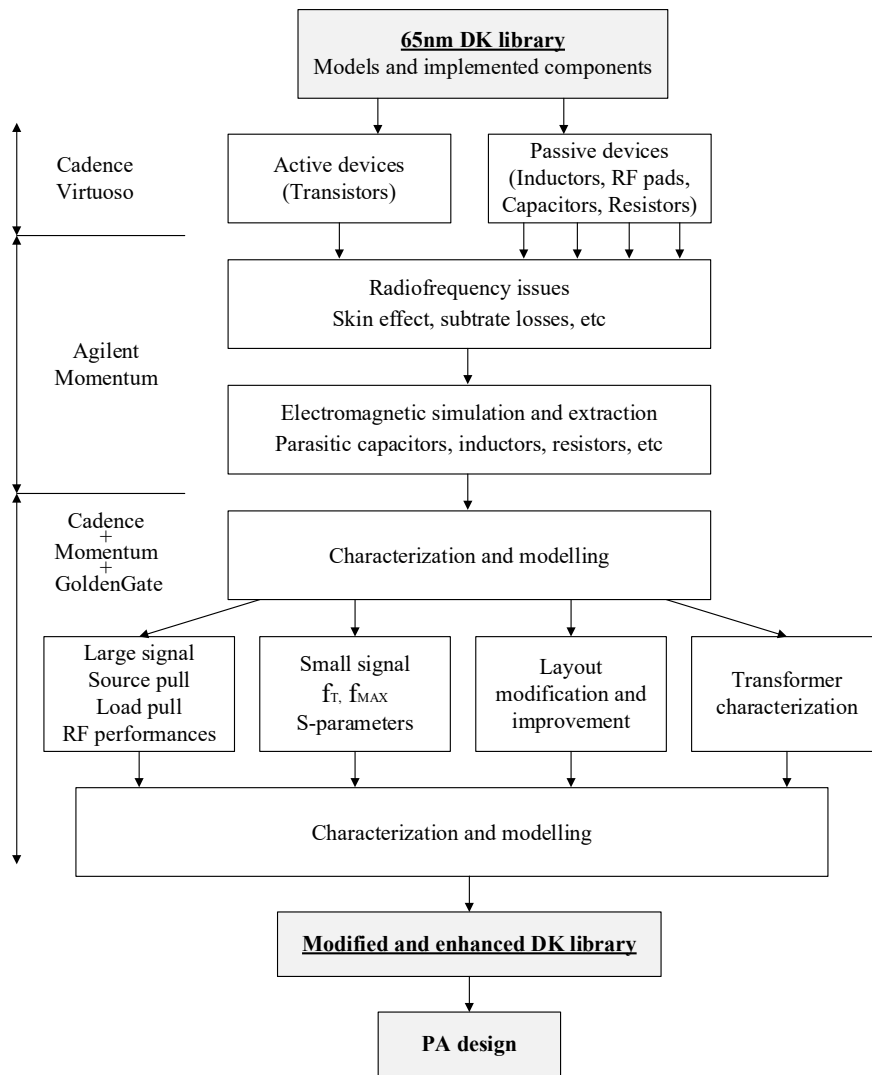 65nm DK library
Models and implemented components
Cadence
Virtuoso
Active devices
(Transistors)
Passive devices
(Inductors, RF pads,
Capacitors, Resistors)
Agilent
Momentum
Radiofrequency issues
Skin effect, subtrate losses, etc
Electromagnetic simulation and extraction
Parasitic capacitors, inductors, resistors, etc
Cadence
+
Momentum
+
GoldenGate
Characterization and modelling
Large signal
Source pull
Load pull
RF performances
Small signal
fT, fMAX
S-parameters
Layout
modification and
improvement
Transformer
characterization
Characterization and modelling
Modified and enhanced DK library
PA design